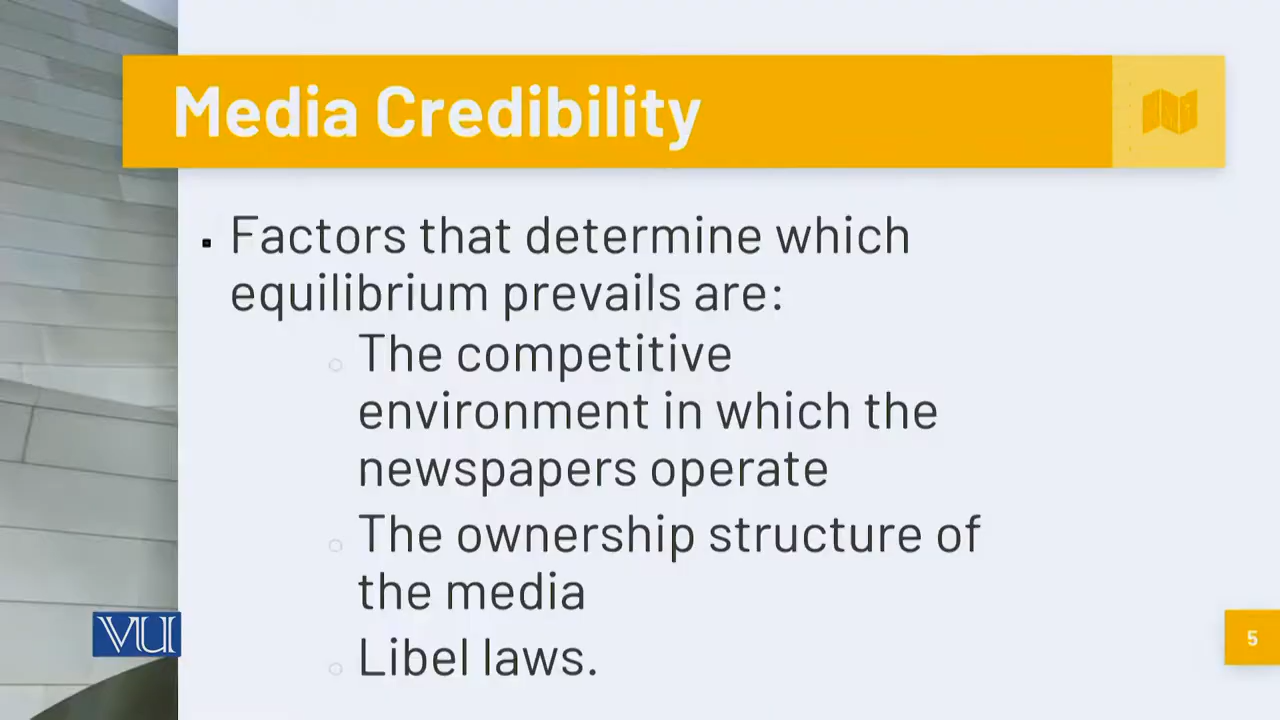 Media Credibility
▪ Factors that determine which
equilibrium prevails are:
○ The competitive
environment in which the
newspapers operate
○ The ownership structure of
the media
○ Libel laws.
VU
5